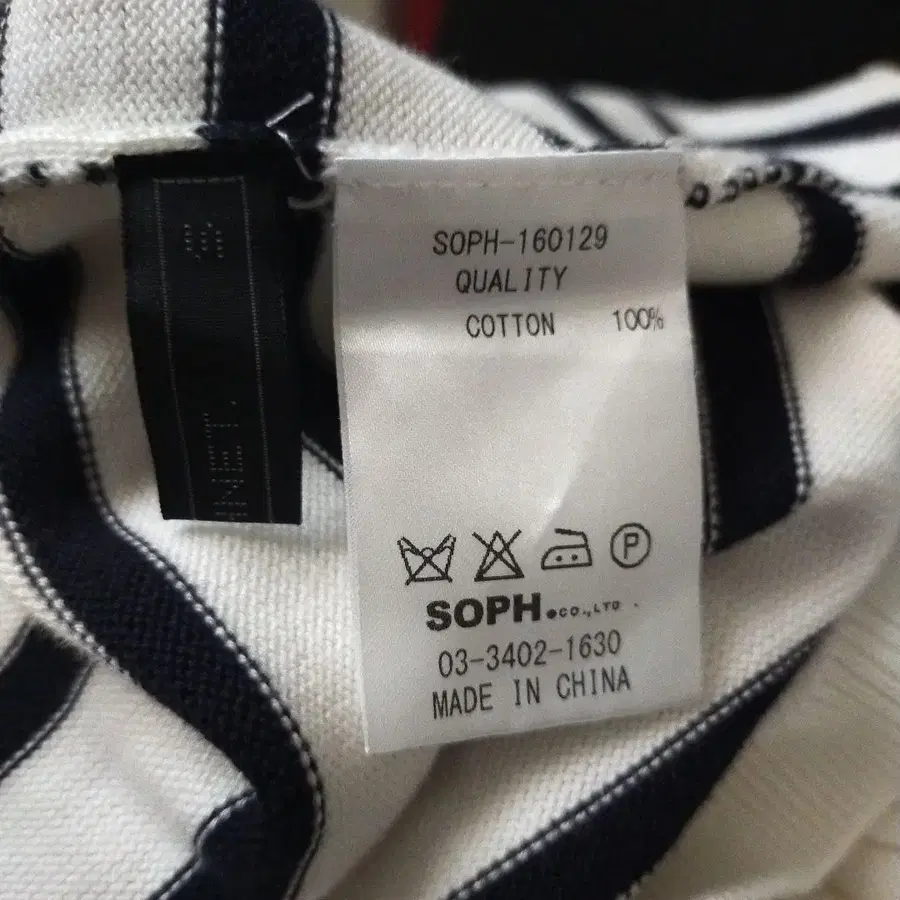 SOPH-160129
QUALITY
COTTON 100%
P
SOPH.CO.,LTD.
03-3402-1630
MADE IN CHINA